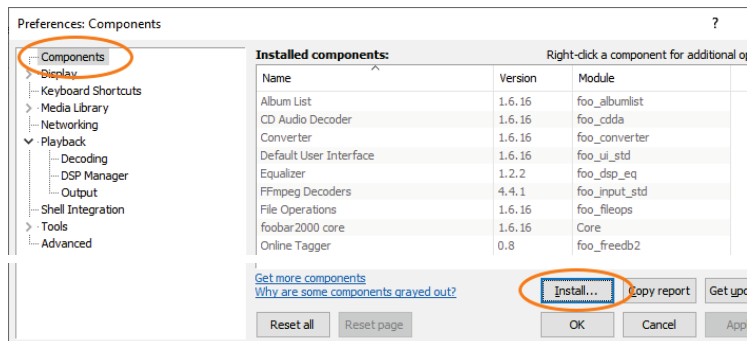 Preferences: Components ?
Components
Display
Keyboard Shortcuts
Media Library
Networking
Playback
Decoding
DSP Manager
Output
Shell Integration
Tools
Advanced
Installed components: Right-click a component for additional op
Name Version Module
Album List 1.6.16 foo_albumlist
CD Audio Decoder 1.6.16 foo_cdda
Converter 1.6.16 foo_converter
Default User Interface 1.6.16 foo_ui_std
Equalizer 1.2.2 foo_dsp_eq
FFmpeg Decoders 4.4.1 foo_input_std
File Operations 1.6.16 foo_fileops
foobar2000 core 1.6.16 Core
Online Tagger 0.8 foo_freedb2
Get more components
Why are some components grayed out?
Install... Copy report Get upd
Reset all Reset page OK Cancel App